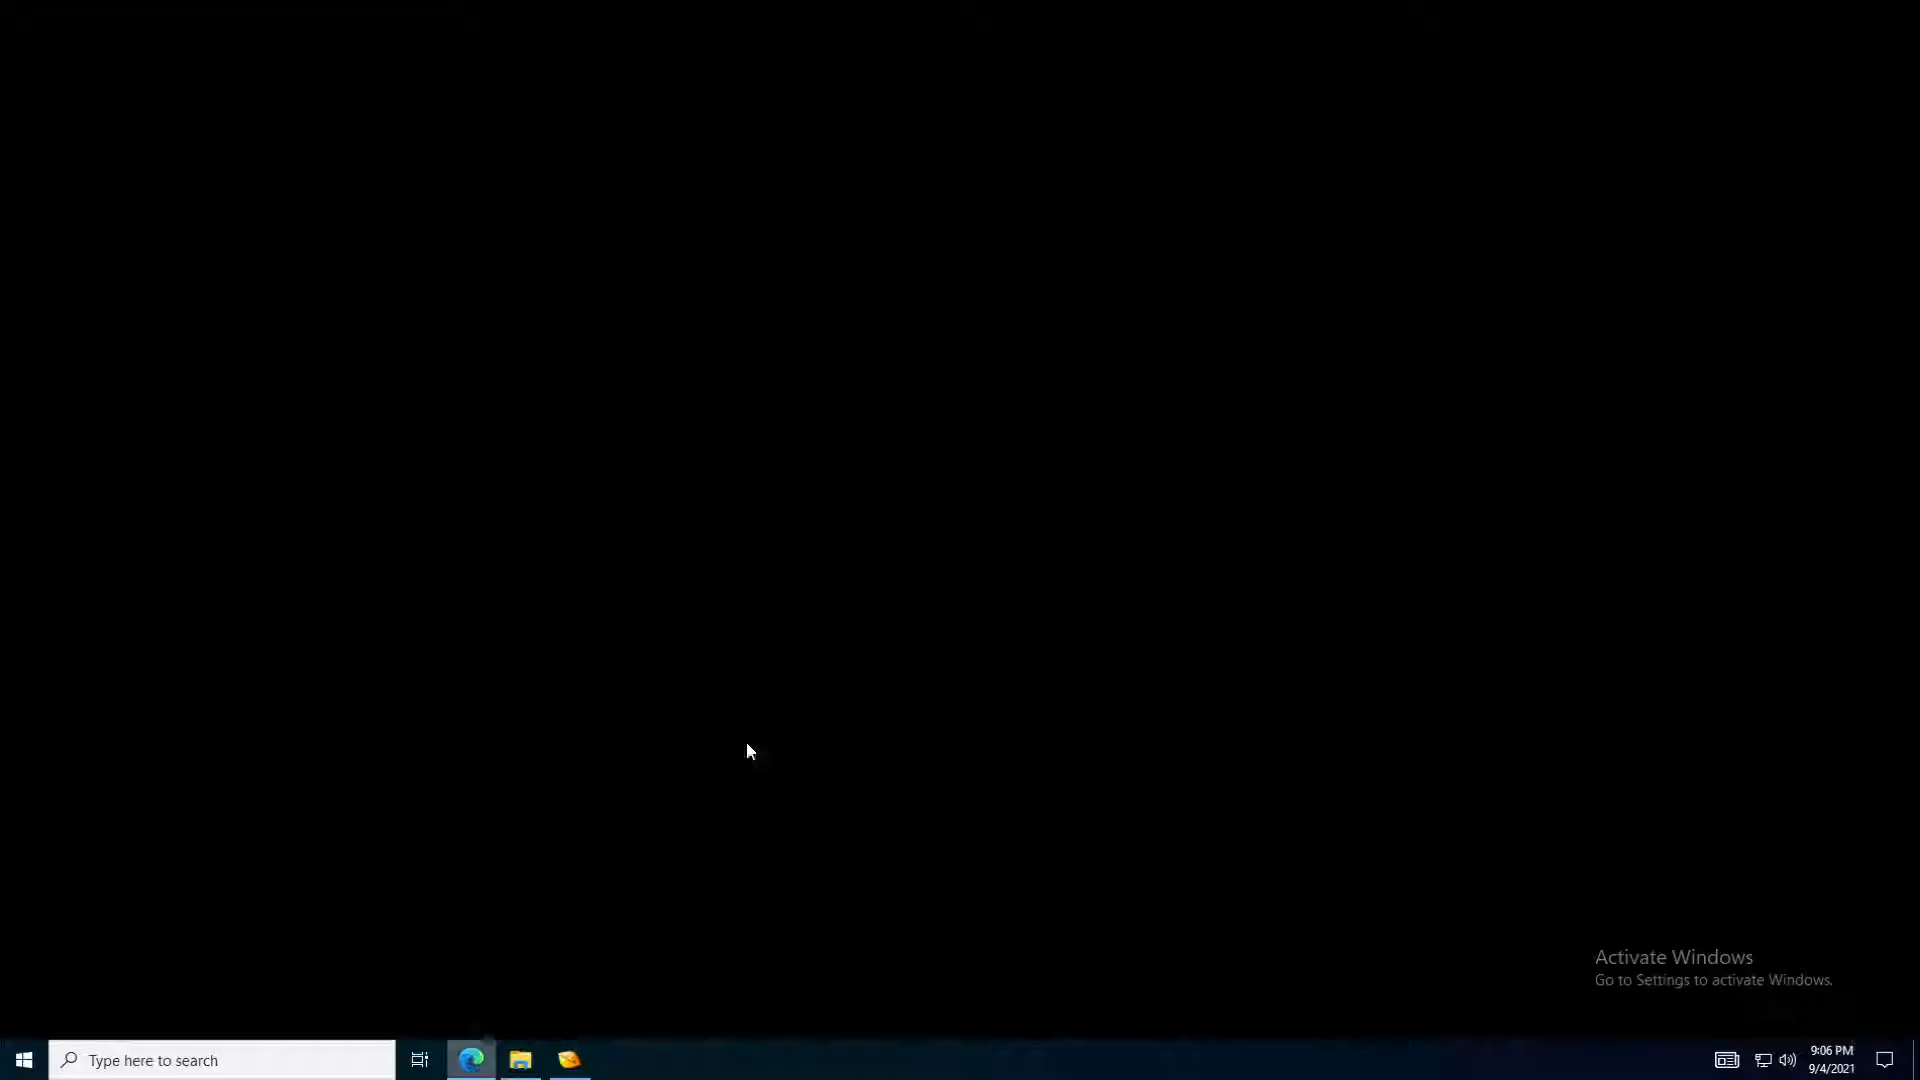 Activate Windows
Go to Settings to activate Windows.
Type here to search
9:06 PM
9/4/2021